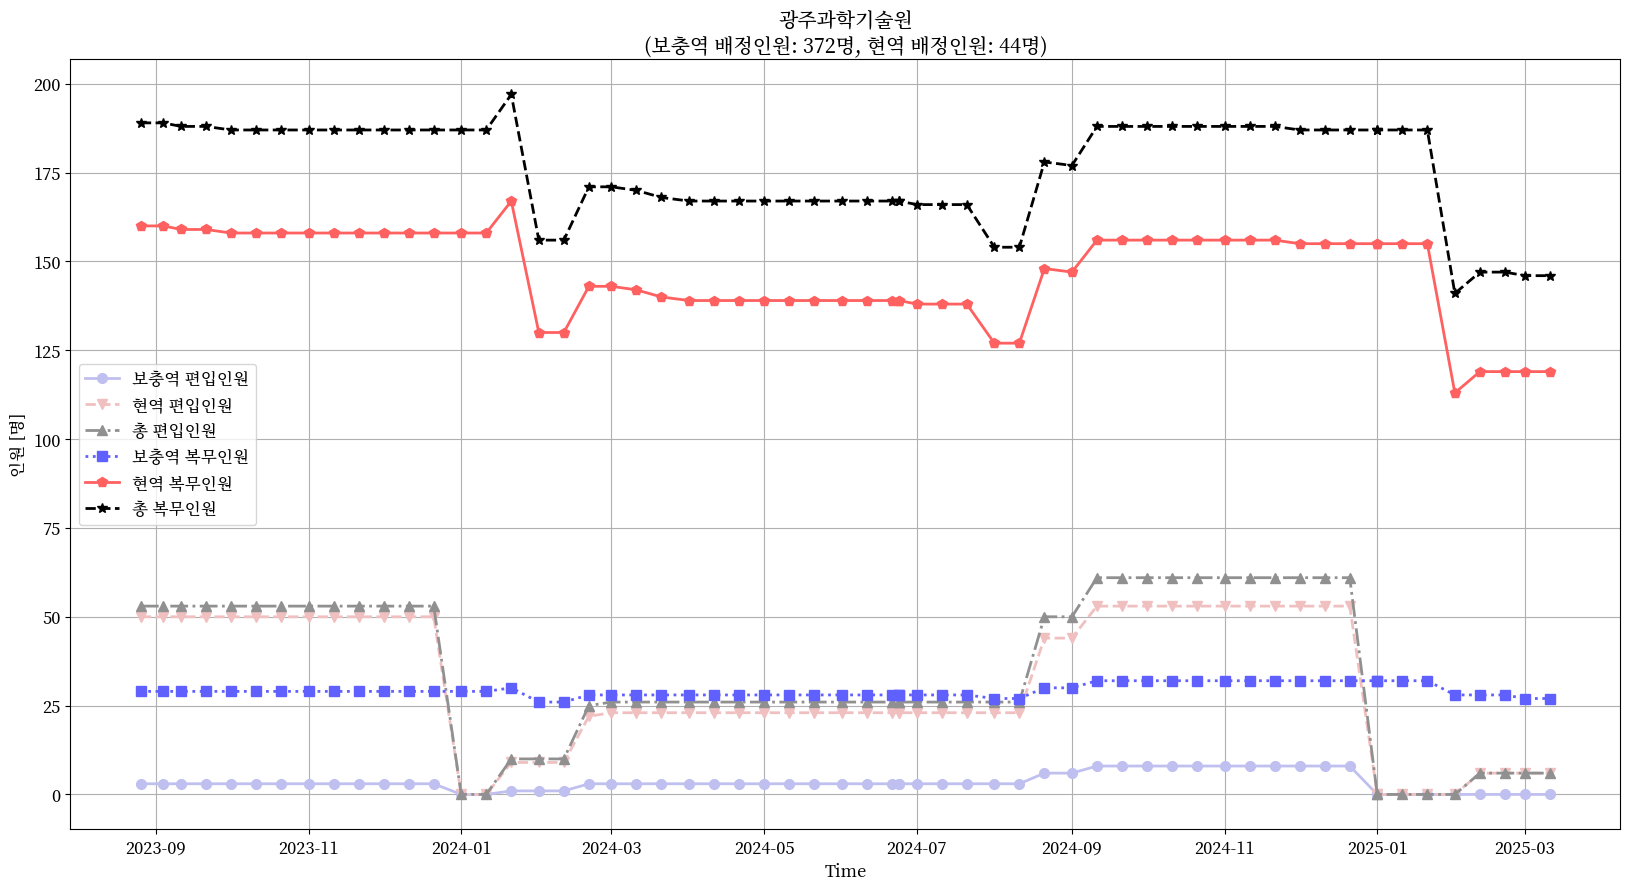 광주과학기술원
(보충역 배정인원: 372명, 현역 배정인원: 44명)
인원 [명]
200
175
150
125
100
75
50
25
0
보충역 편입인원
현역 편입인원
총 편입인원
보충역 복무인원
현역 복무인원
총 복무인원
2023-09
2023-11
2024-01
2024-03
2024-05
2024-07
2024-09
2024-11
2025-01
2025-03
Time